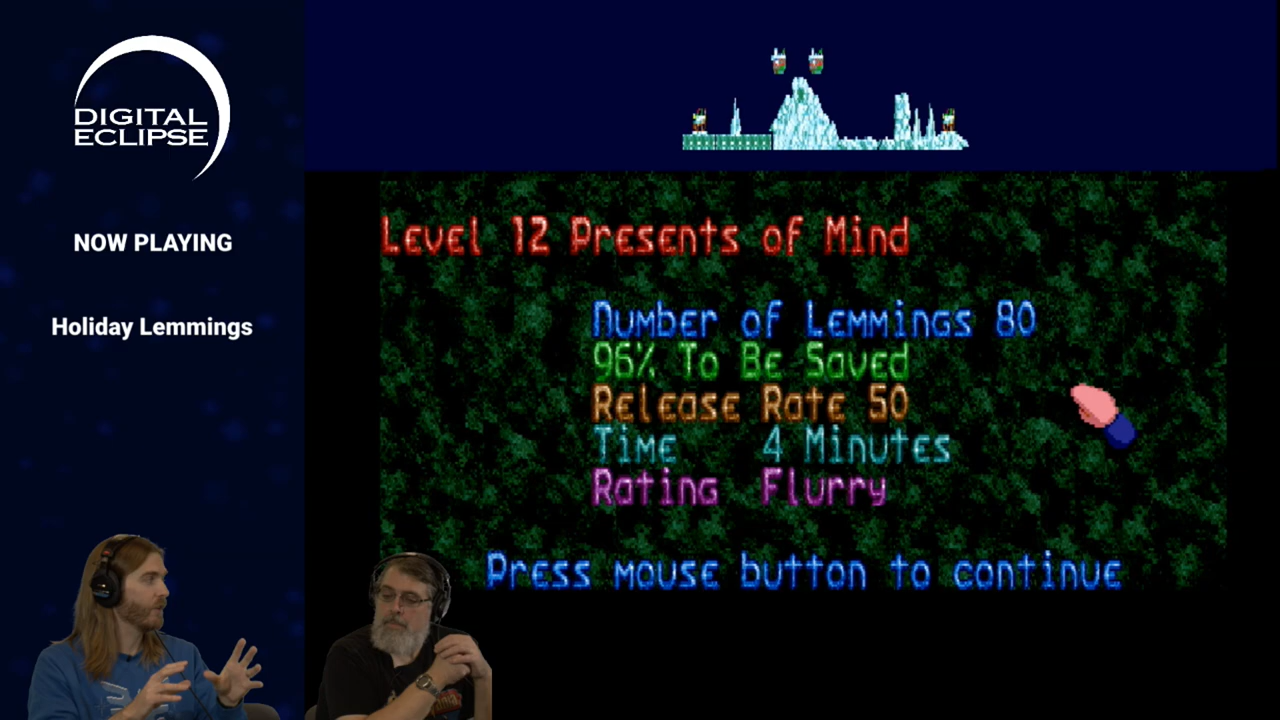 DIGITAL
ECLIPSE
NOW PLAYING
Holiday Lemmings
Level 12 Presents of Mind
Number of Lemmings 80
96% To Be Saved
Release Rate 50
Time 4 Minutes
Rating Flurry
Press mouse button to continue